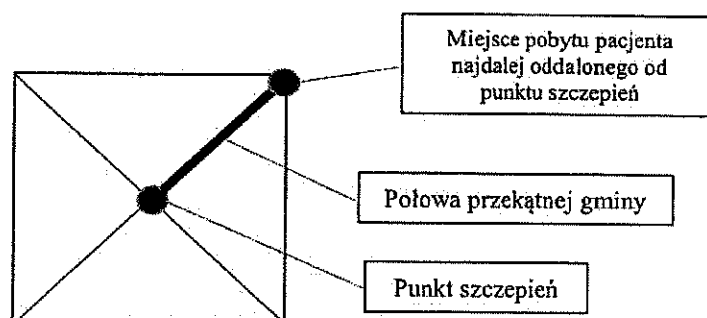 Miejsce pobytu pacjenta
najdalej oddalonego od
punktu szczepień
Połowa przekątnej gminy
Punkt szczepień